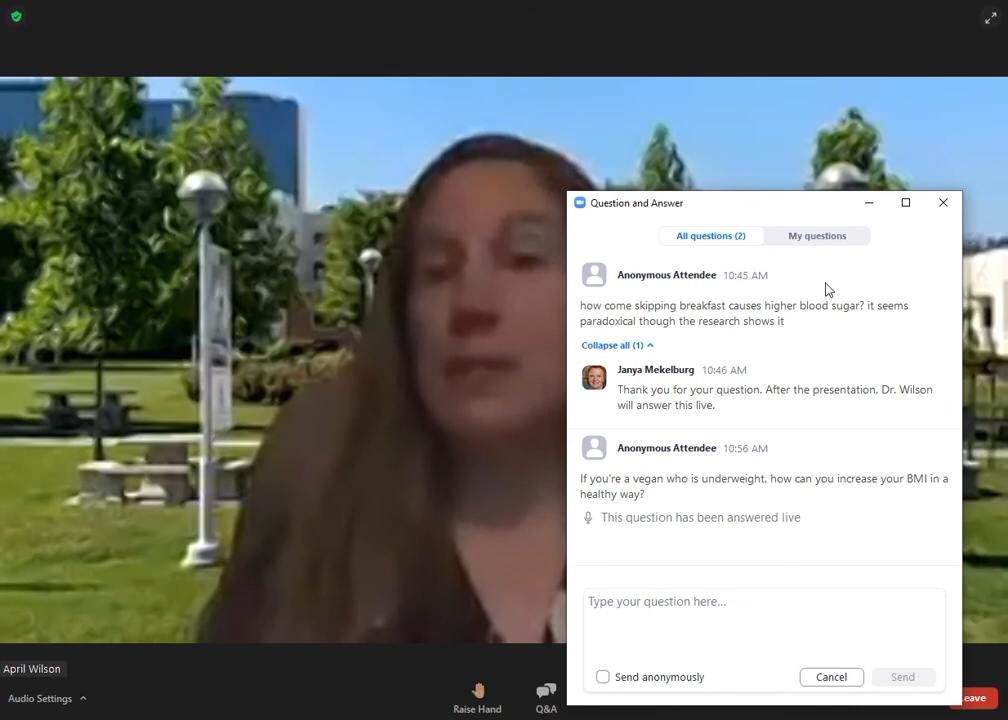 Question and Answer
All questions (2)
My questions
Anonymous Attendee 10:45 AM
how come skipping breakfast causes higher blood sugar? it seems
paradoxical though the research shows it
Collapse all (1)
Janya Mekelburg 10:46 AM
Thank you for your question. After the presentation, Dr. Wilson
will answer this live.
Anonymous Attendee 10:56 AM
If you're a vegan who is underweight, how can you increase your BMI in a
healthy way?
This question has been answered live
Type your question here...
Send anonymously
Cancel
Send
April Wilson
Audio Settings
Raise Hand
Q&A
eave